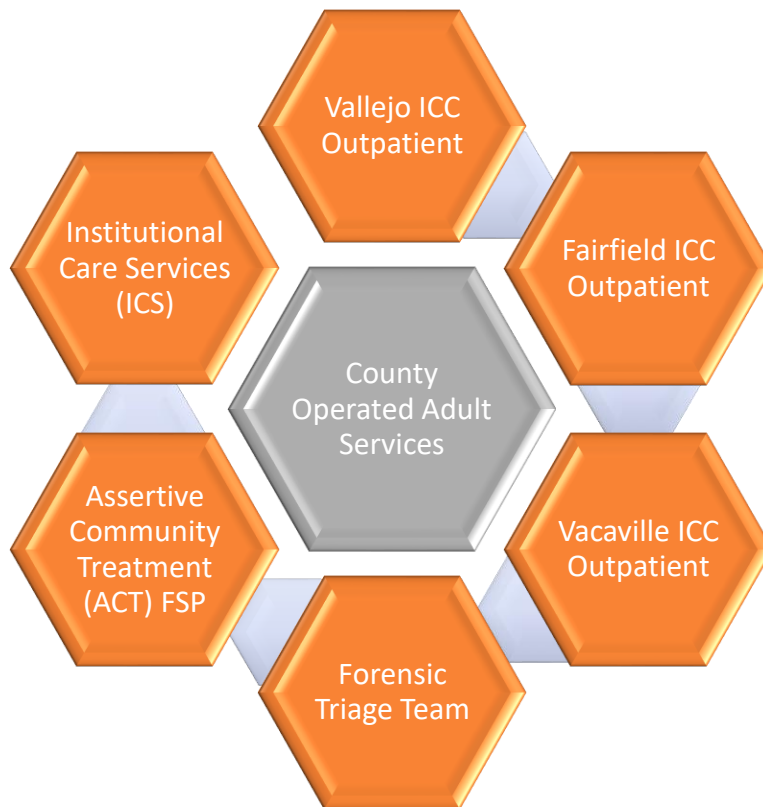 Vallejo ICC
Outpatient
Fairfield ICC
Outpatient
Vacaville ICC
Outpatient
Forensic
Triage Team
Assertive
Community
Treatment
(ACT) FSP
Institutional
Care Services
(ICS)
County
Operated Adult
Services